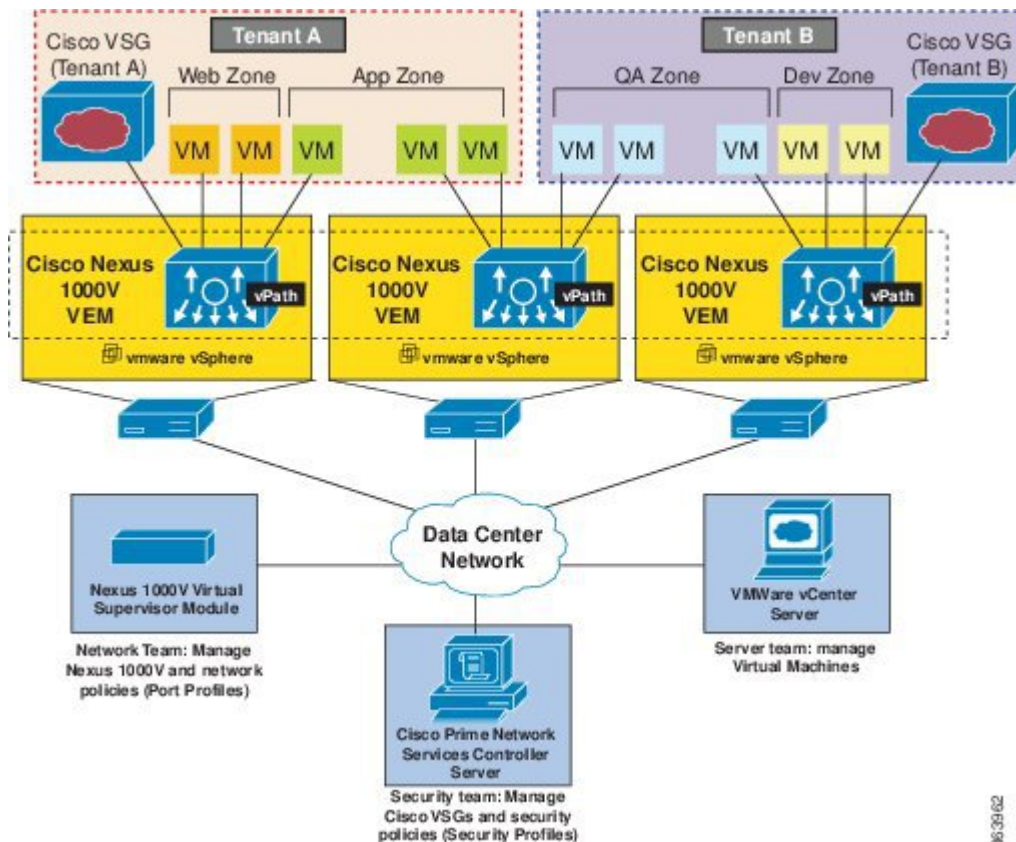 Cisco VSG
(Tenant A)
Tenant A
Web Zone
App Zone
VM
VM
VM
VM
VM
Tenant B
Cisco VSG
(Tenant B)
QA Zone
Dev Zone
VM
VM
VM
VM
VM
Cisco Nexus
1000V
VEM
vPath
vmware vSphere
Cisco Nexus
1000V
VEM
vPath
vmware vSphere
Cisco Nexus
1000V
VEM
vPath
vmware vSphere
Data Center
Network
Nexus 1000V Virtual
Supervisor Module
Network Team: Manage
Nexus 1000V and network
policies (Port Profiles)
VMWare vCenter
Server
Server team: manage
Virtual Machines
Cisco Prime Network
Services Controller
Server
Security team: Manage
Cisco VSGs and security
policies (Security Profiles)